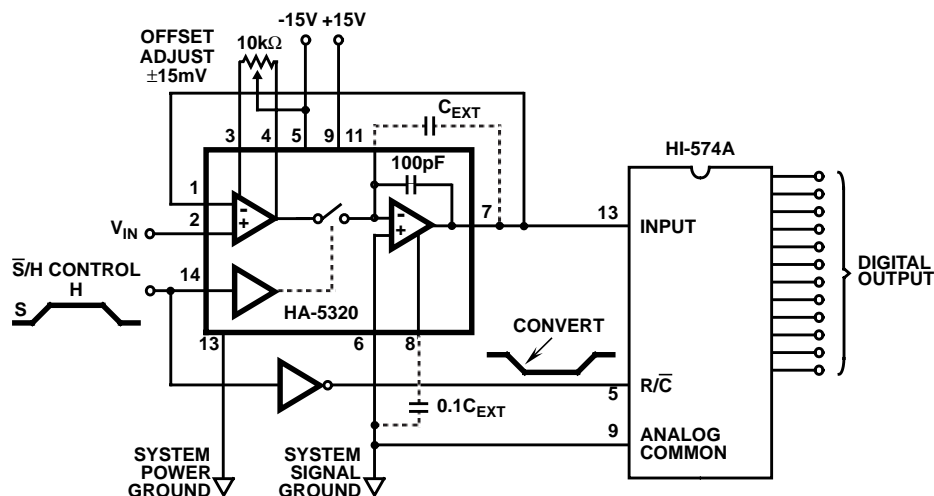 -15V +15V
OFFSET
ADJUST
±15mV
10kΩ
C_EXT
3
4
5
9
11
HI-574A
100pF
1
2
V_IN
-
+
-
+
7
13
INPUT
S̅/H CONTROL
H
S
14
HA-5320
DIGITAL
OUTPUT
CONVERT
13
6
8
R/C̅
5
0.1C_EXT
9
ANALOG
COMMON
SYSTEM
POWER
GROUND
SYSTEM
SIGNAL
GROUND